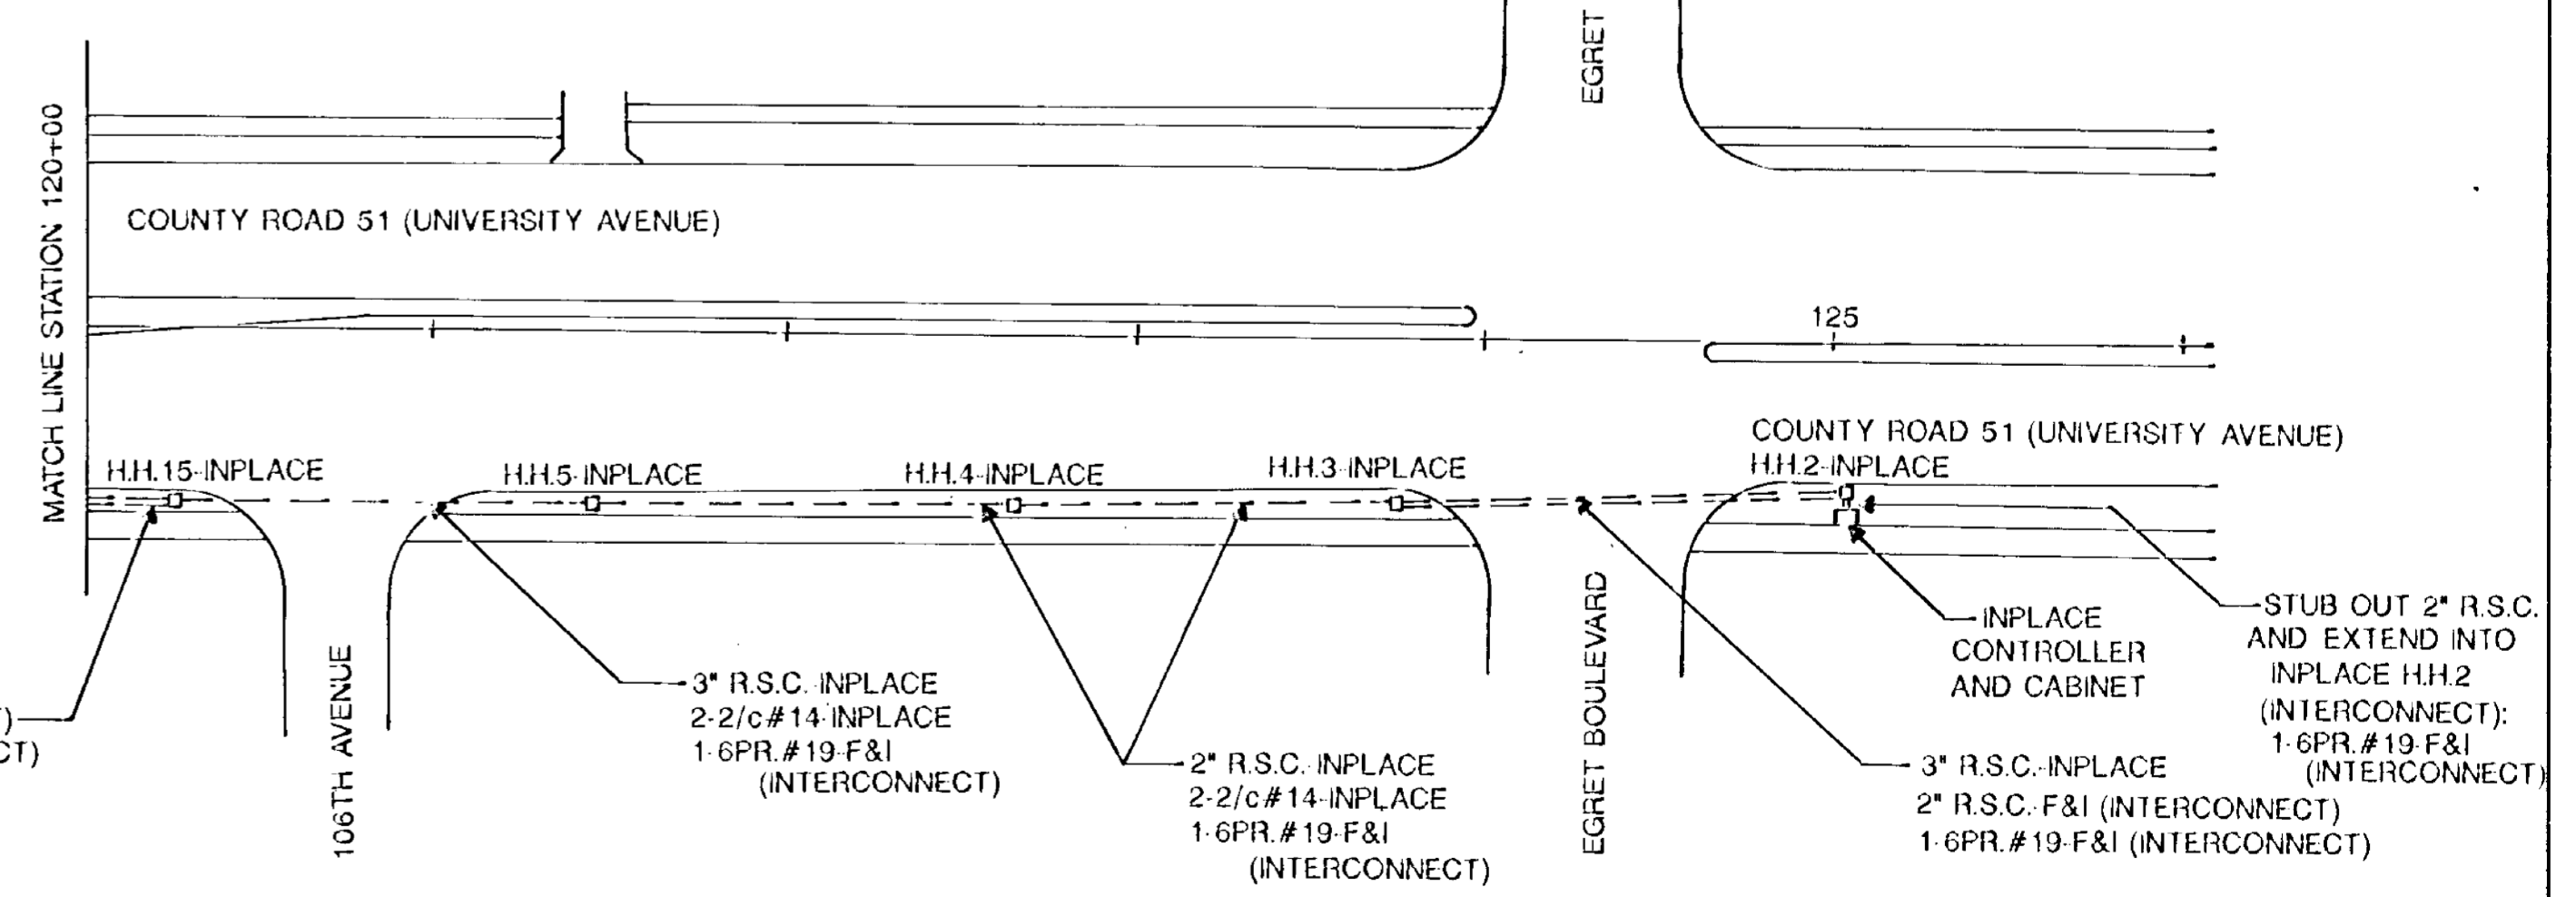 EGRET
MATCH LINE STATION 120+00
COUNTY ROAD 51 (UNIVERSITY AVENUE)
125
COUNTY ROAD 51 (UNIVERSITY AVENUE)
H.H.15-INPLACE
H.H.5-INPLACE
H.H.4-INPLACE
H.H.3-INPLACE
H.H.2-INPLACE
)
CT)
106TH AVENUE
3" R.S.C.-INPLACE
2-2/c#14-INPLACE
1-6PR.#19-F&I
(INTERCONNECT)
2" R.S.C.-INPLACE
2-2/c#14-INPLACE
1-6PR.#19-F&I
(INTERCONNECT)
EGRET BOULEVARD
INPLACE
CONTROLLER
AND CABINET
3" R.S.C.-INPLACE
2" R.S.C.-F&I (INTERCONNECT)
1-6PR.#19-F&I (INTERCONNECT)
STUB OUT 2" R.S.C.
AND EXTEND INTO
INPLACE H.H.2
(INTERCONNECT):
1-6PR.#19-F&I
(INTERCONNECT)